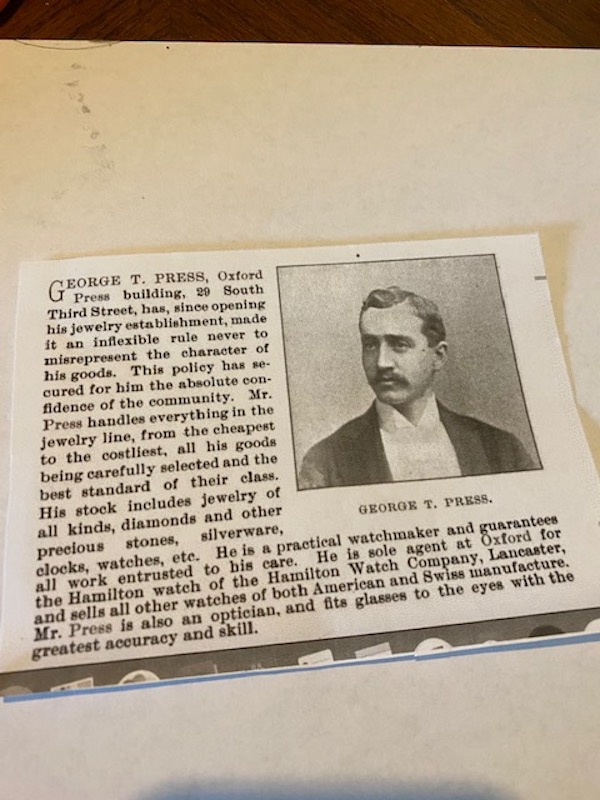 GEORGE T. PRESS, Oxford
Press building, 29 South
Third Street, has, since opening
his jewelry establishment, made
it an inflexible rule never to
misrepresent the character of
his goods. This policy has se-
cured for him the absolute con-
fidence of the community. Mr.
Press handles everything in the
jewelry line, from the cheapest
to the costliest, all his goods
being carefully selected and the
best standard of their class.
His stock includes jewelry of
all kinds, diamonds and other
precious stones, silverware,
clocks, watches, etc. He is a practical watchmaker and guarantees
all work entrusted to his care. He is sole agent at Oxford for
the Hamilton watch of the Hamilton Watch Company, Lancaster,
and sells all other watches of both American and Swiss manufacture.
Mr. Press is also an optician, and fits glasses to the eyes with the
greatest accuracy and skill.
GEORGE T. PRESS.